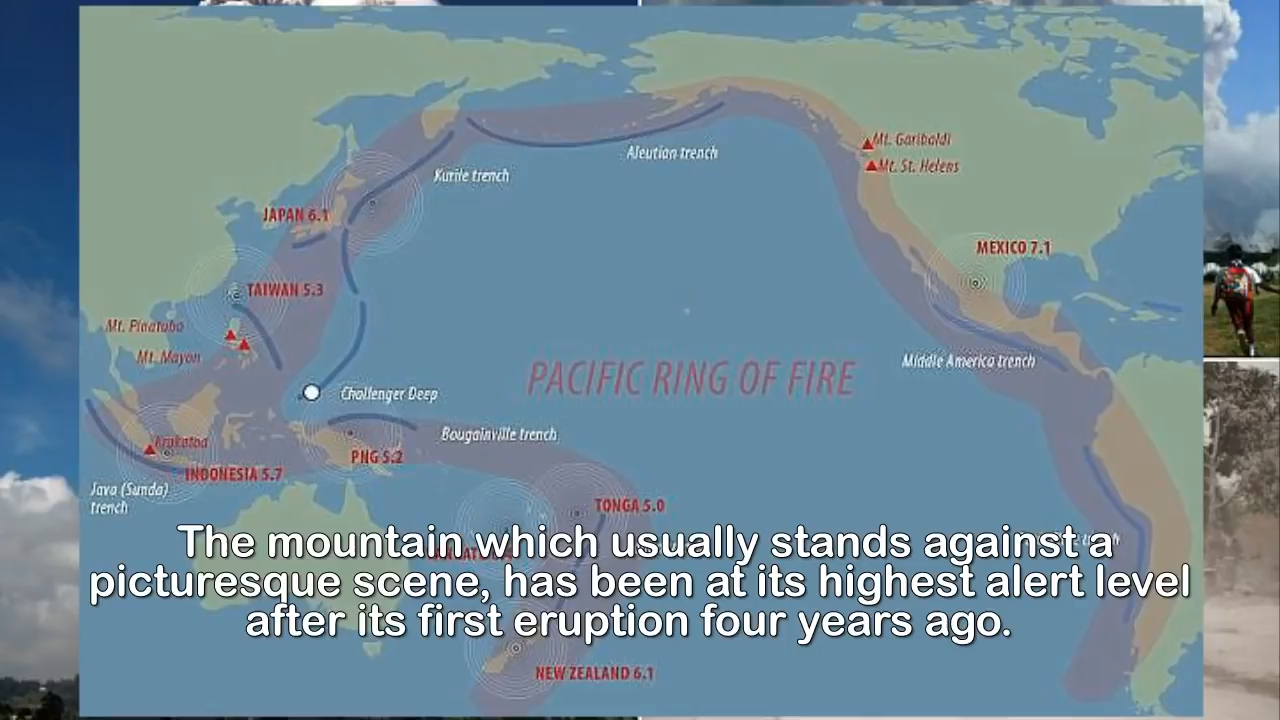 Mt. Garibaldi
Aleutian trench
Mt. St. Helens
Kurile trench
JAPAN 6.1
MEXICO 7.1
TAIWAN 5.3
Mt. Pinatubo
Mt. Mayon
Middle America trench
PACIFIC RING OF FIRE
Challenger Deep
Bougainville trench
Krakatoa
PNG 5.2
INDONESIA 5.7
Java (Sunda)
trench
TONGA 5.0
The mountain which usually stands against a
picturesque scene, has been at its highest alert level
after its first eruption four years ago.
NEW ZEALAND 6.1